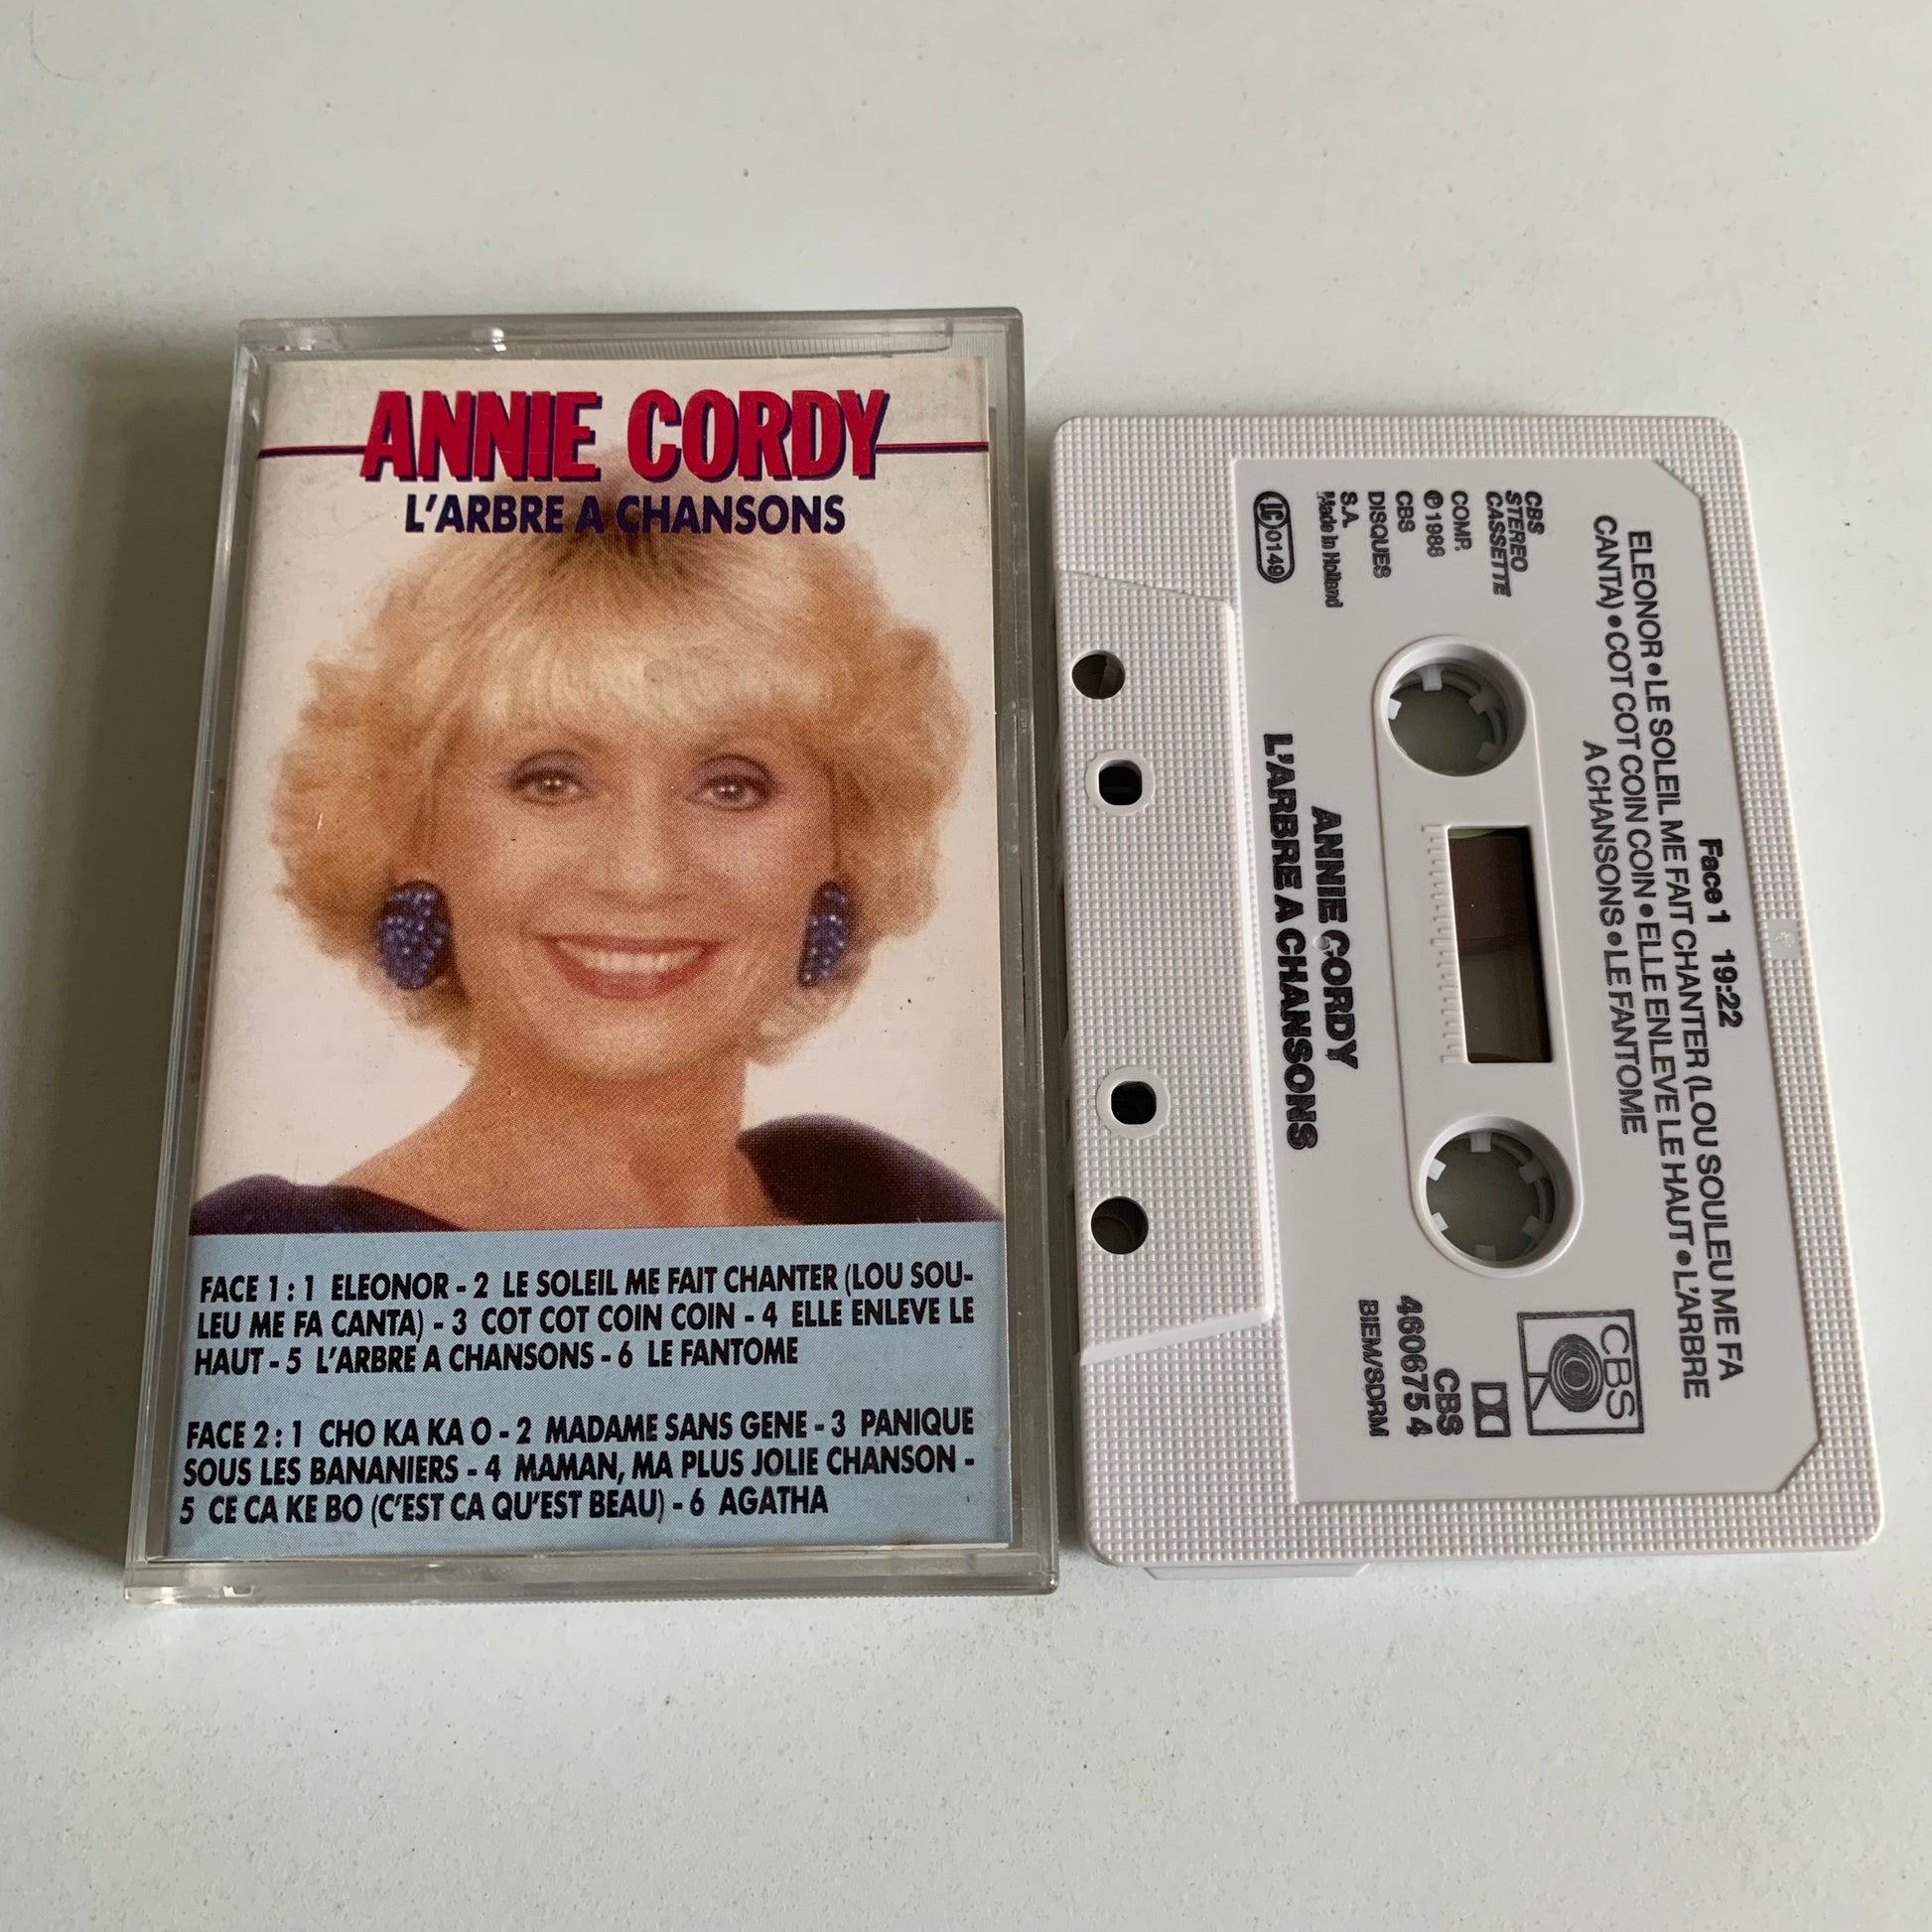 ANNIE CORDY
L'ARBRE A CHANSONS
FACE 1 : 1 ELEONOR - 2 LE SOLEIL ME FAIT CHANTER (LOU SOU-
LEU ME FA CANTA) - 3 COT COT COIN COIN - 4 ELLE ENLEVE LE
HAUT - 5 L'ARBRE A CHANSONS - 6 LE FANTOME
FACE 2 : 1 CHO KA KA O - 2 MADAME SANS GENE - 3 PANIQUE
SOUS LES BANANIERS - 4 MAMAN, MA PLUS JOLIE CHANSON -
5 CE CA KE BO (C'EST CA QU'EST BEAU) - 6 AGATHA
Face 1 19:22
ELEONOR • LE SOLEIL ME FAIT CHANTER (LOU SOULEU ME FA
CANTA) • COT COT COIN COIN • ELLE ENLEVE LE HAUT • L'ARBRE
A CHANSONS • LE FANTOME
CBS
STEREO
CASSETTE
COMP.
℗ 1986
CBS
DISQUES
S.A.
Made in Holland
LC 0149
CBS
CBS
460675 4
BIEM/SDRM
ANNIE CORDY
L'ARBRE A CHANSONS